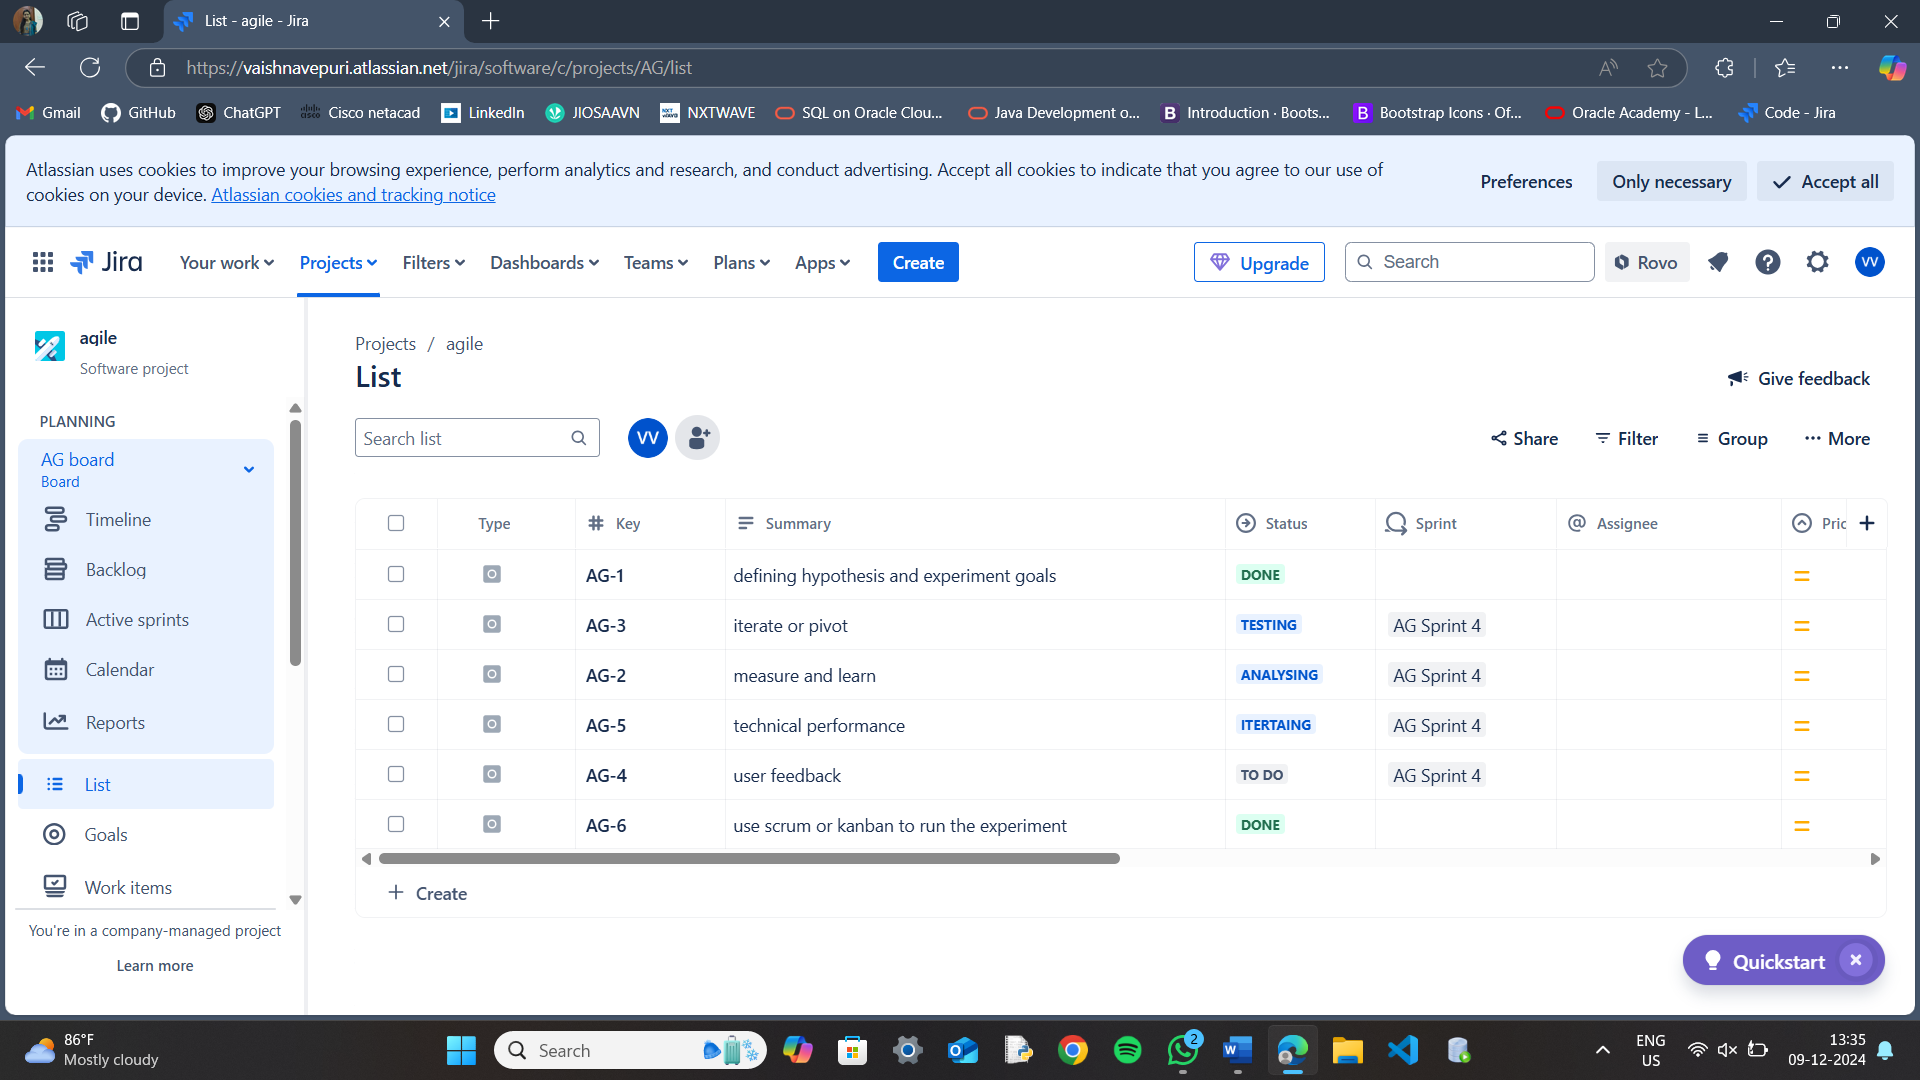 List - agile - Jira
https://vaishnavepuri.atlassian.net/jira/software/c/projects/AG/list
Gmail GitHub ChatGPT Cisco netacad LinkedIn JIOSAAVN NXTWAVE SQL on Oracle Clou... Java Development o... Introduction · Boots... Bootstrap Icons · Of... Oracle Academy - L... Code - Jira
Atlassian uses cookies to improve your browsing experience, perform analytics and research, and conduct advertising. Accept all cookies to indicate that you agree to our use of
cookies on your device. Atlassian cookies and tracking notice
Preferences Only necessary Accept all
Jira Your work Projects Filters Dashboards Teams Plans Apps Create Upgrade Search Rovo VV
agile
Software project
PLANNING
AG board
Board
Timeline
Backlog
Active sprints
Calendar
Reports
List
Goals
Work items
You're in a company-managed project
Learn more
Projects / agile
List
Give feedback
Search list VV Share Filter Group More
Type Key Summary Status Sprint Assignee Pric
AG-1 defining hypothesis and experiment goals DONE
AG-3 iterate or pivot TESTING AG Sprint 4
AG-2 measure and learn ANALYSING AG Sprint 4
AG-5 technical performance ITERTAING AG Sprint 4
AG-4 user feedback TO DO AG Sprint 4
AG-6 use scrum or kanban to run the experiment DONE
+ Create
Quickstart
86°F
Mostly cloudy
Search
2
ENG
US
13:35
09-12-2024